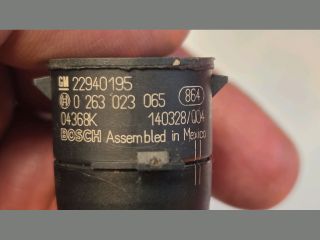 GM 22940195
0 263 023 065 864
04368K 140328/004
BOSCH Assembled in Mexico